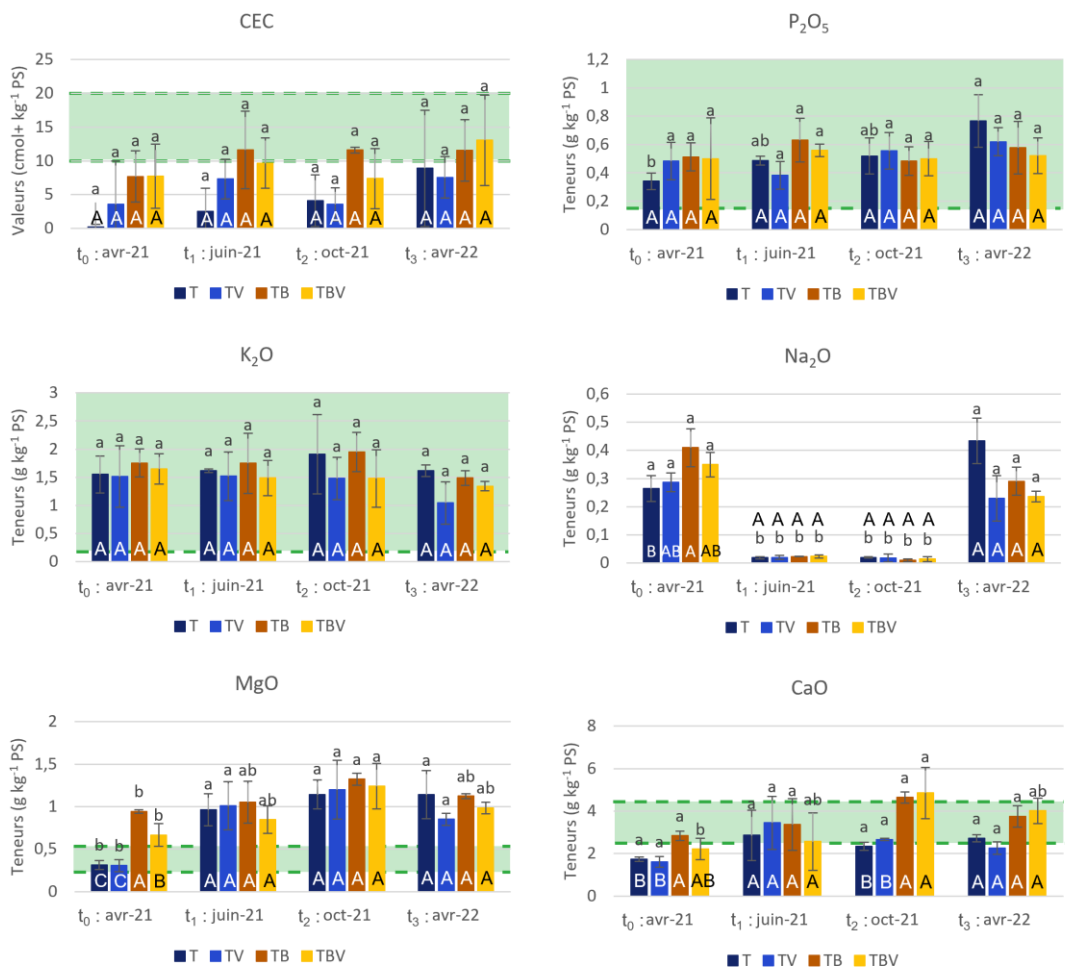 CEC
Valeurs (cmol+ kg⁻¹ PS)
25
20
15
10
5
0
a a a a a a a a a a a a a a a a
A A A A A A A A A A A A A A A A
t₀ : avr-21 t₁ : juin-21 t₂ : oct-21 t₃ : avr-22
T TV TB TBV
P₂O₅
Teneurs (g kg⁻¹ PS)
1,2
1
0,8
0,6
0,4
0,2
0
b a a a ab a a a ab a a a a a a a
A A A A A A A A A A A A A A A A
t₀ : avr-21 t₁ : juin-21 t₂ : oct-21 t₃ : avr-22
T TV TB TBV
K₂O
Teneurs (g kg⁻¹ PS)
3
2,5
2
1,5
1
0,5
0
a a a a a a a a a a a a a a a a
A A A A A A A A A A A A A A A A
t₀ : avr-21 t₁ : juin-21 t₂ : oct-21 t₃ : avr-22
T TV TB TBV
Na₂O
Teneurs (g kg⁻¹ PS)
0,6
0,5
0,4
0,3
0,2
0,1
0
a a a a b b b b b b b b a a a a
B AB A AB A A A A A A A A A A A A
t₀ : avr-21 t₁ : juin-21 t₂ : oct-21 t₃ : avr-22
T TV TB TBV
MgO
Teneurs (g kg⁻¹ PS)
2
1,5
1
0,5
0
b b b b a a ab ab a a a a a a ab ab
C C A B A A A A A A A A A A A A
t₀ : avr-21 t₁ : juin-21 t₂ : oct-21 t₃ : avr-22
T TV TB TBV
CaO
Teneurs (g kg⁻¹ PS)
8
6
4
2
0
a a a b a a a ab a a a a a a a ab
B B A AB A A A A B B A A A A A A
t₀ : avr-21 t₁ : juin-21 t₂ : oct-21 t₃ : avr-22
T TV TB TBV